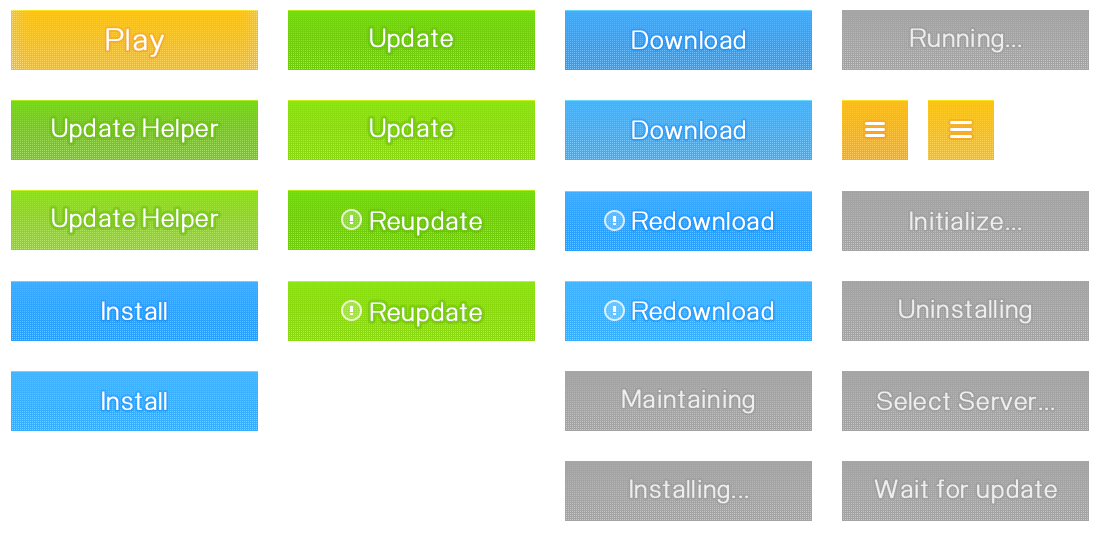 Play
Update
Download
Running...
Update Helper
Update
Download
Update Helper
Reupdate
Redownload
Initialize...
Install
Reupdate
Redownload
Uninstalling
Install
Maintaining
Select Server...
Installing...
Wait for update